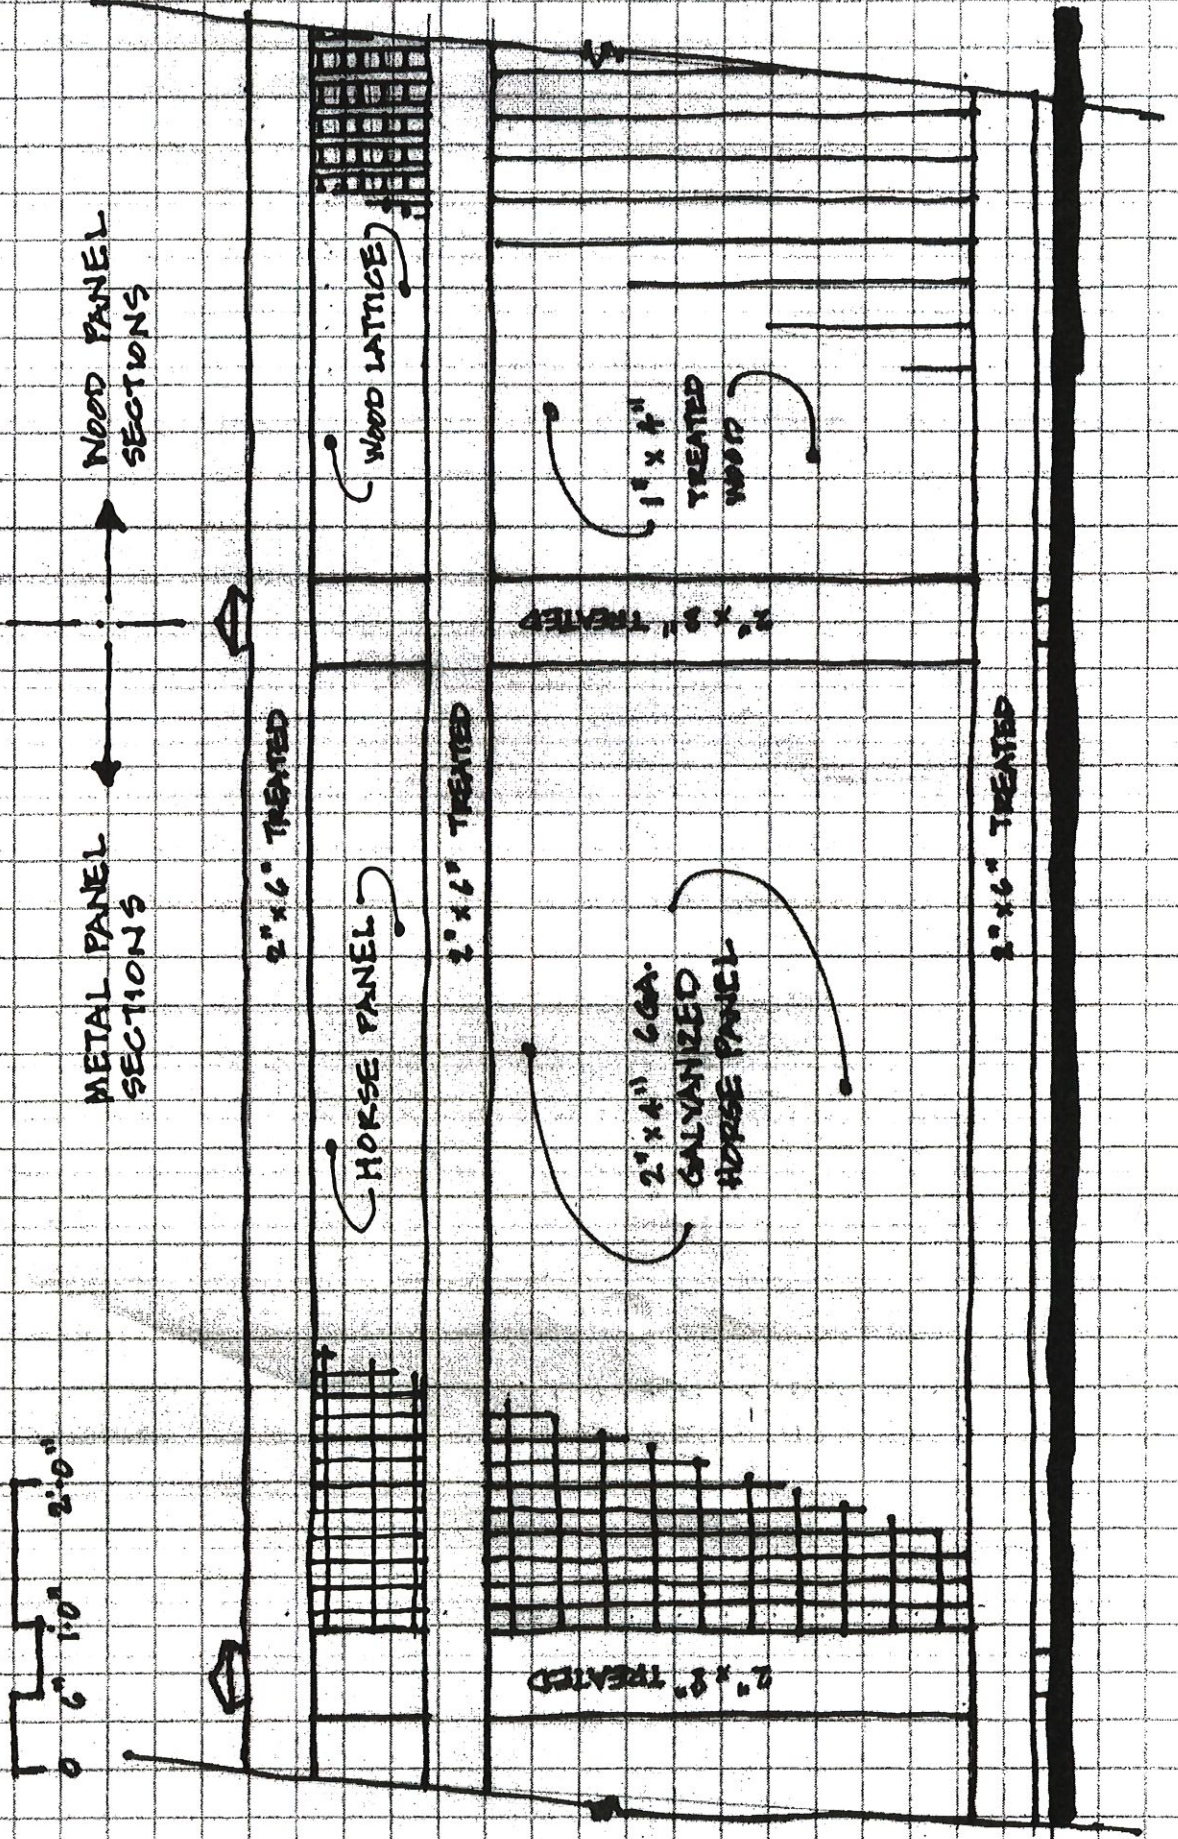 0 6" 1'·0" 2'·0"
METAL PANEL
SECTIONS
WOOD PANEL
SECTIONS
2" x 6" TREATED
HORSE PANEL
WOOD LATTICE
2" x 6" TREATED
2" x 8" TREATED
2" x 4" 6GA.
GALVANIZED
HORSE PANEL
2" x 8" TREATED
1" x 4"
TREATED
WOOD
2" x 6" TREATED